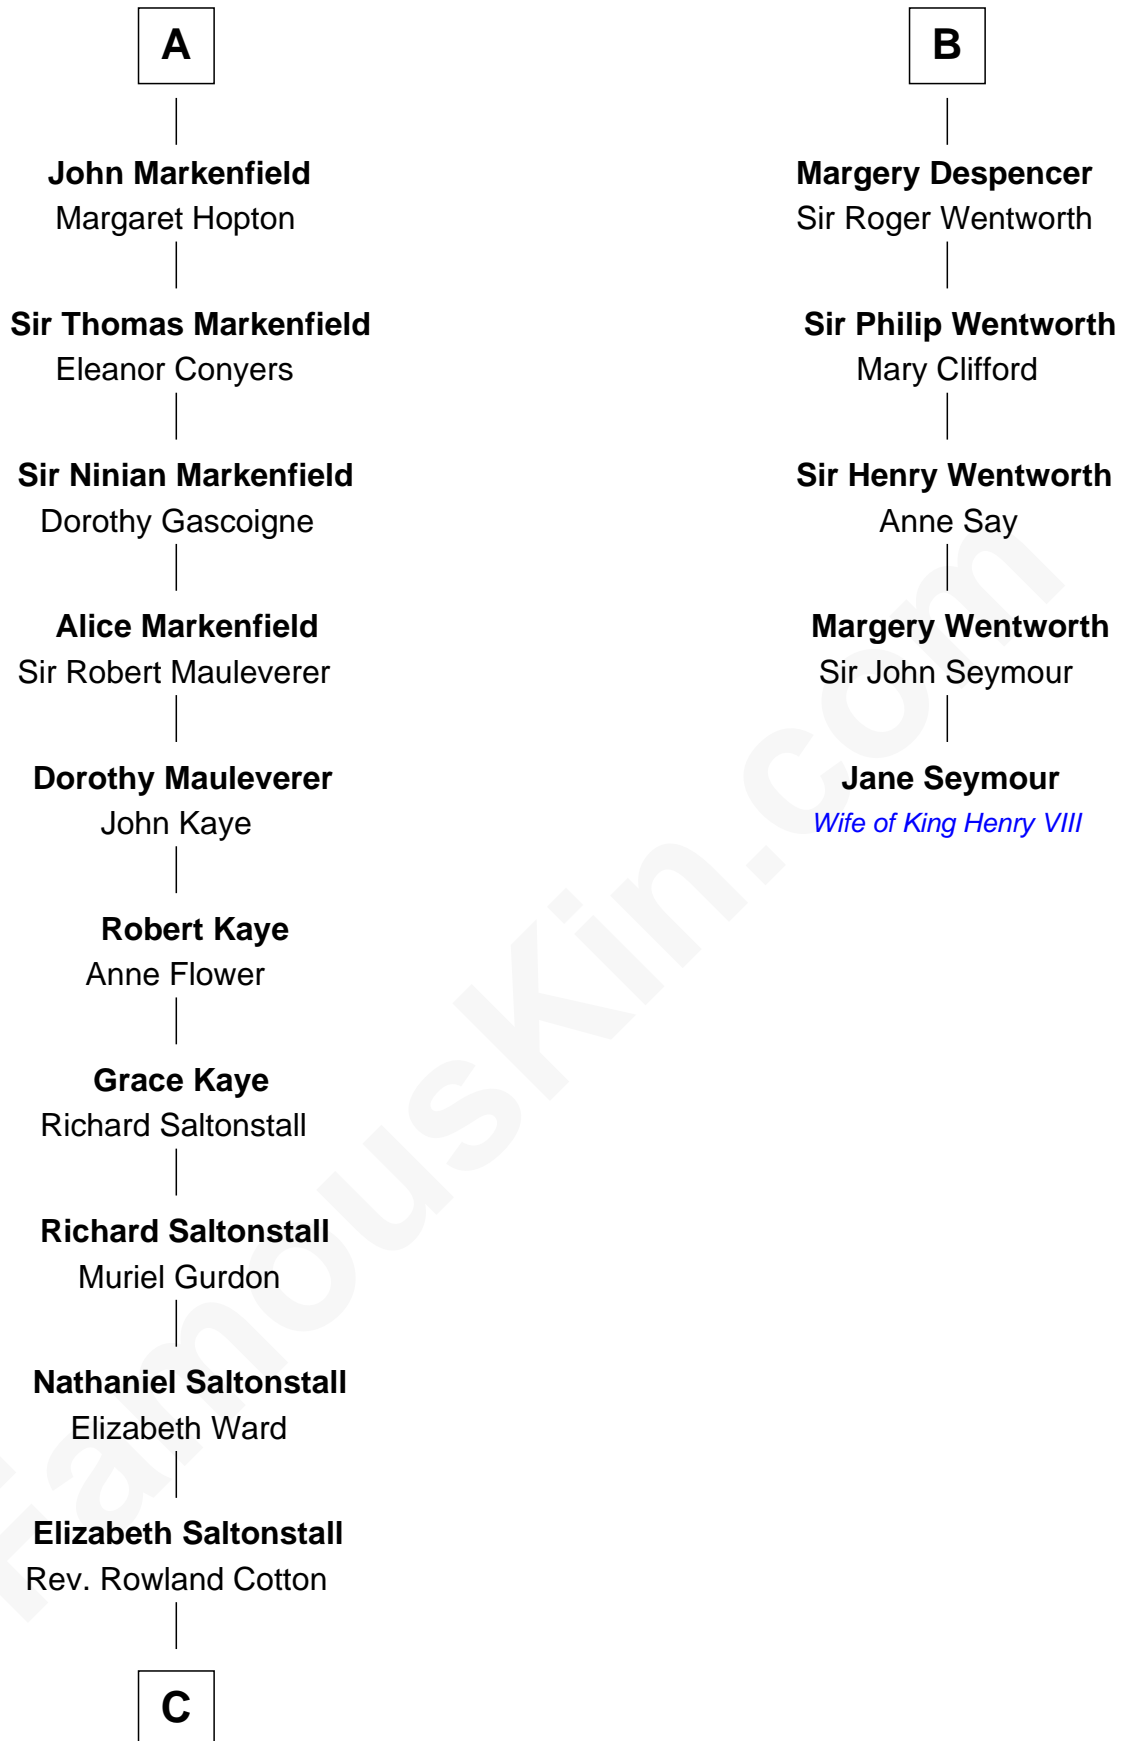 A
John Markenfield
Margaret Hopton
Sir Thomas Markenfield
Eleanor Conyers
Sir Ninian Markenfield
Dorothy Gascoigne
Alice Markenfield
Sir Robert Mauleverer
Dorothy Mauleverer
John Kaye
Robert Kaye
Anne Flower
Grace Kaye
Richard Saltonstall
Richard Saltonstall
Muriel Gurdon
Nathaniel Saltonstall
Elizabeth Ward
Elizabeth Saltonstall
Rev. Rowland Cotton
C
B
Margery Despencer
Sir Roger Wentworth
Sir Philip Wentworth
Mary Clifford
Sir Henry Wentworth
Anne Say
Margery Wentworth
Sir John Seymour
Jane Seymour
Wife of King Henry VIII
FamousKin.com